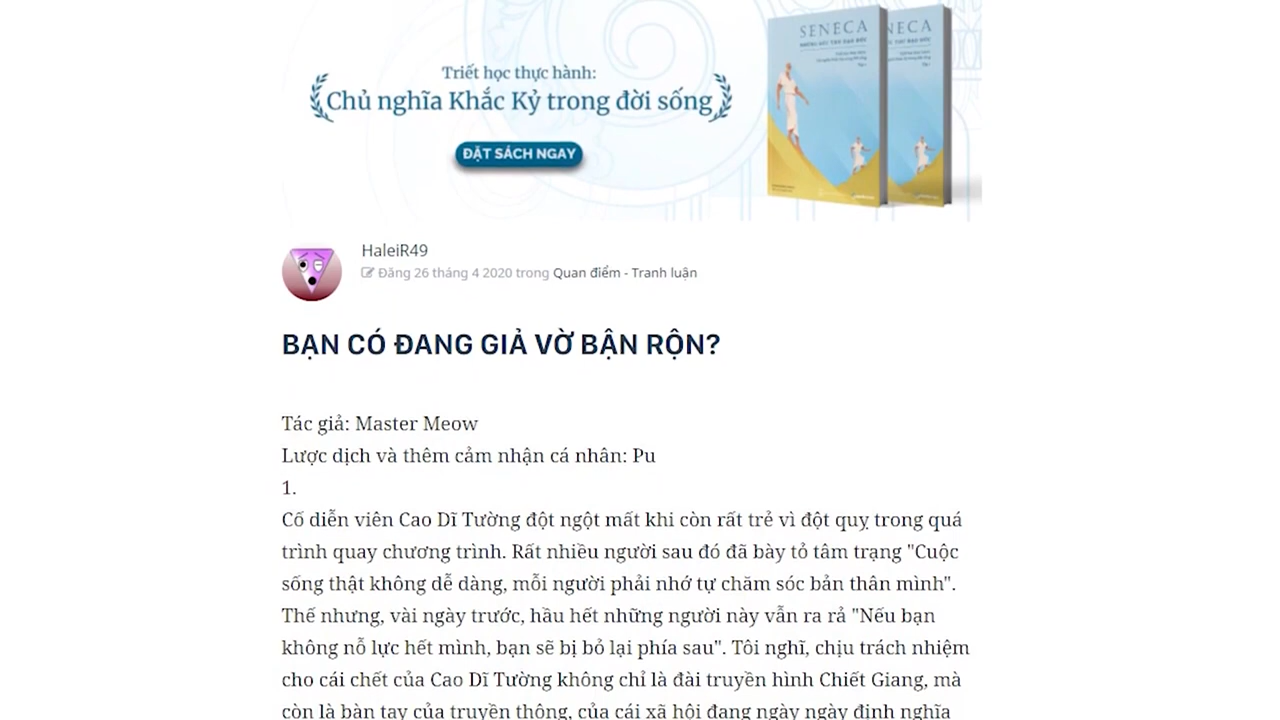 Triết học thực hành:
Chủ nghĩa Khắc Kỷ trong đời sống
ĐẶT SÁCH NGAY
SENECA
NHỮNG BỨC TÂM THƯ ĐẠO ĐỨC
NECA
HaleiR49
Đăng 26 tháng 4 2020 trong Quan điểm - Tranh luận
BẠN CÓ ĐANG GIẢ VỜ BẬN RỘN?
Tác giả: Master Meow
Lược dịch và thêm cảm nhận cá nhân: Pu
1.
Cố diễn viên Cao Dĩ Tường đột ngột mất khi còn rất trẻ vì đột quỵ trong quá
trình quay chương trình. Rất nhiều người sau đó đã bày tỏ tâm trạng "Cuộc
sống thật không dễ dàng, mỗi người phải nhớ tự chăm sóc bản thân mình".
Thế nhưng, vài ngày trước, hầu hết những người này vẫn ra rả "Nếu bạn
không nỗ lực hết mình, bạn sẽ bị bỏ lại phía sau". Tôi nghĩ, chịu trách nhiệm
cho cái chết của Cao Dĩ Tường không chỉ là đài truyền hình Chiết Giang, mà
còn là bàn tay của truyền thông, của cái xã hội đang ngày ngày định nghĩa